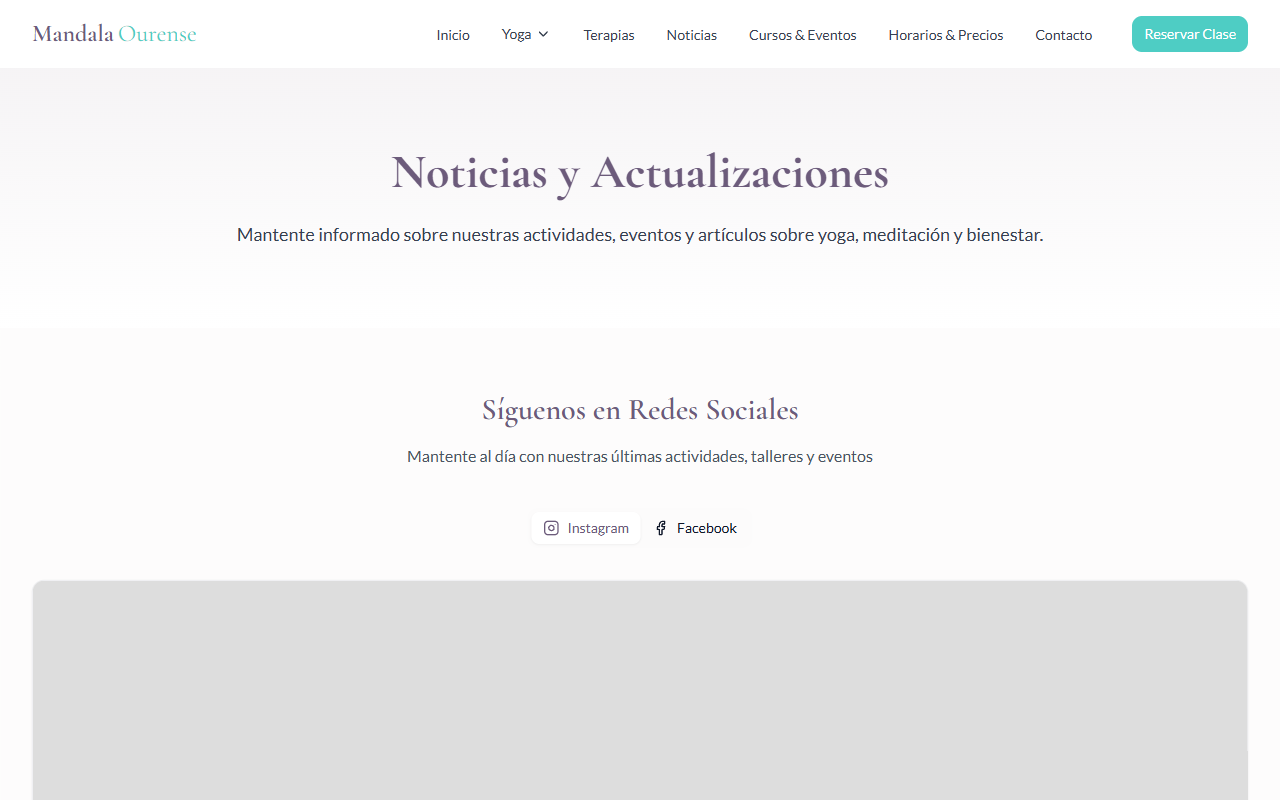 Mandala Ourense
Inicio
Yoga
Terapias
Noticias
Cursos & Eventos
Horarios & Precios
Contacto
Reservar Clase
Noticias y Actualizaciones
Mantente informado sobre nuestras actividades, eventos y artículos sobre yoga, meditación y bienestar.
Síguenos en Redes Sociales
Mantente al día con nuestras últimas actividades, talleres y eventos
Instagram
Facebook